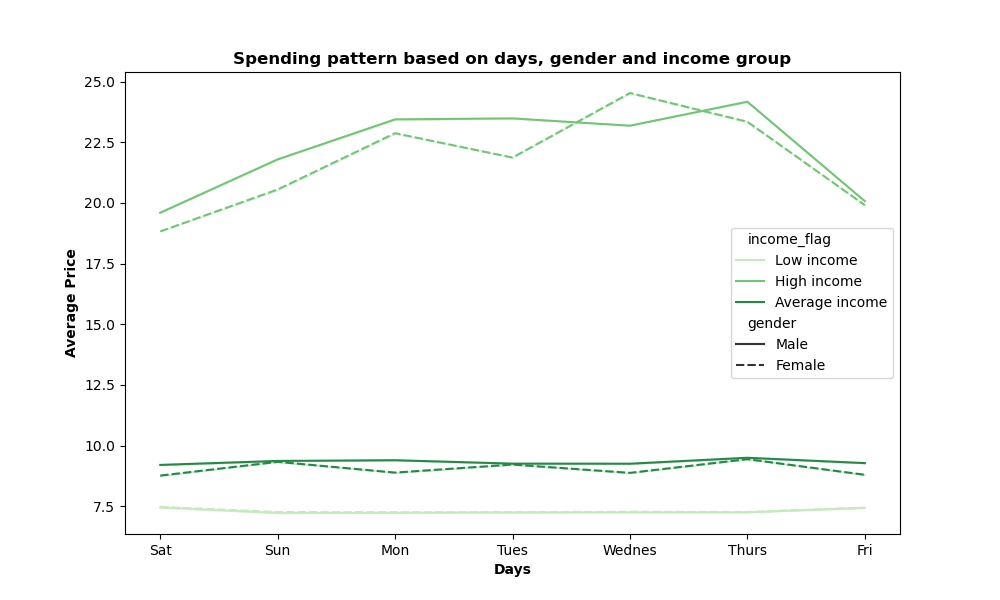 Spending pattern based on days, gender and income group
25.0
22.5
20.0
17.5
15.0
12.5
10.0
7.5
Average Price
income_flag
Low income
High income
Average income
gender
Male
Female
Sat Sun Mon Tues Wednes Thurs Fri
Days